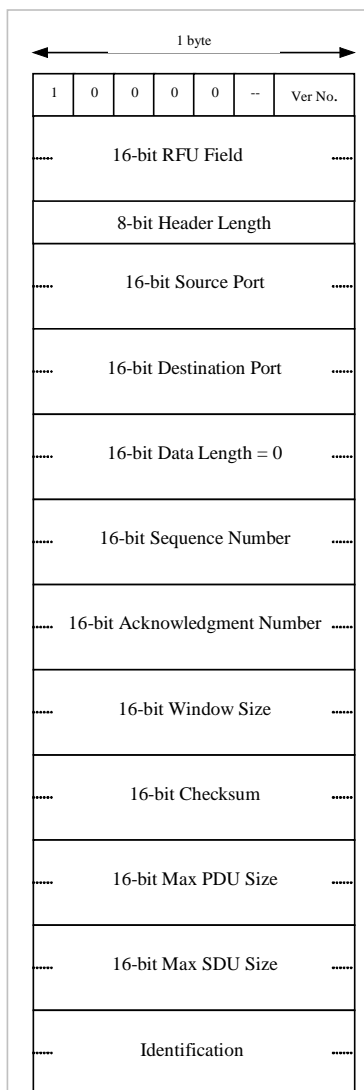 1 byte
1 0 0 0 0 -- Ver No.
16-bit RFU Field
8-bit Header Length
16-bit Source Port
16-bit Destination Port
16-bit Data Length = 0
16-bit Sequence Number
16-bit Acknowledgment Number
16-bit Window Size
16-bit Checksum
16-bit Max PDU Size
16-bit Max SDU Size
Identification